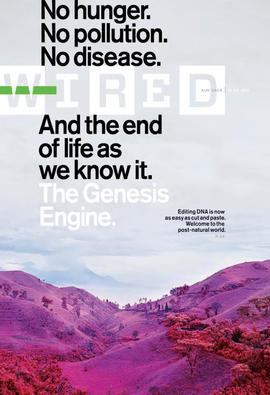 No hunger.
No pollution.
No disease.
WIRED
And the end
of life as
we know it.
The Genesis
Engine.
Editing DNA is now
as easy as cut and paste.
Welcome to the
post-natural world.